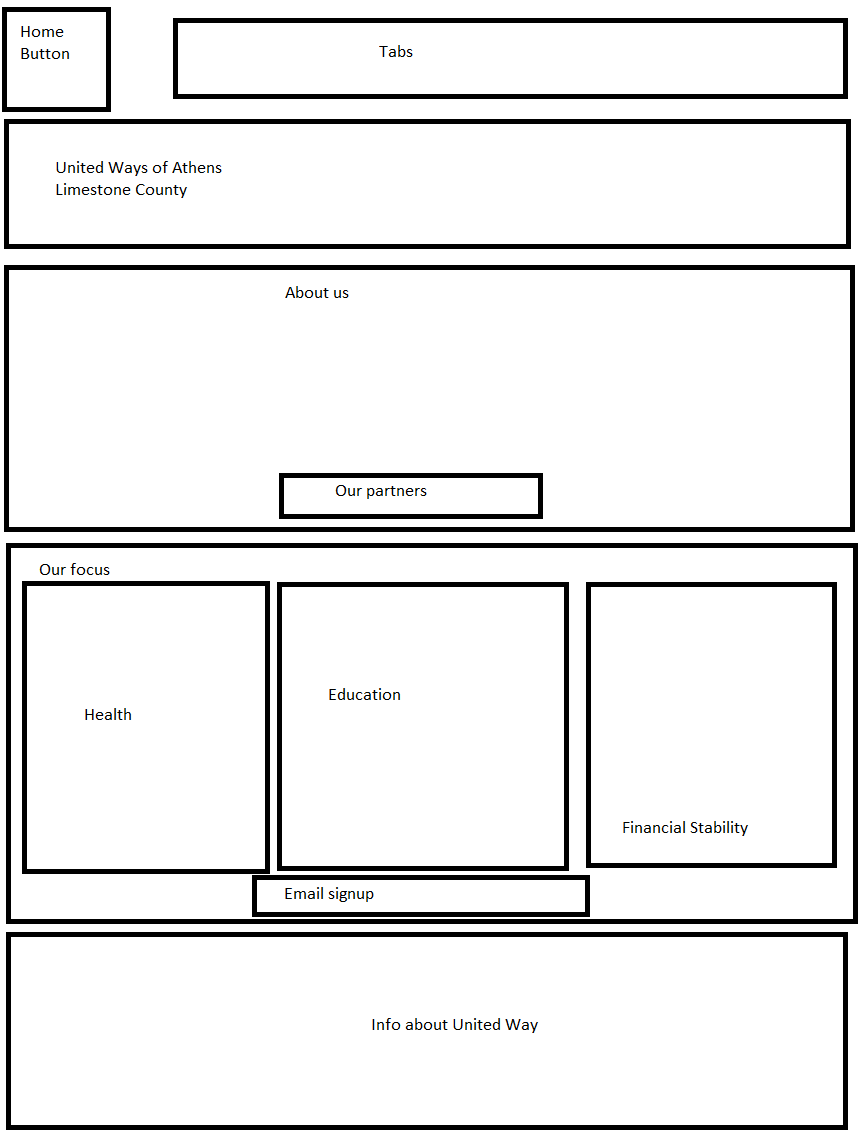 Home
Button
Tabs
United Ways of Athens
Limestone County
About us
Our partners
Our focus
Health
Education
Financial Stability
Email signup
Info about United Way